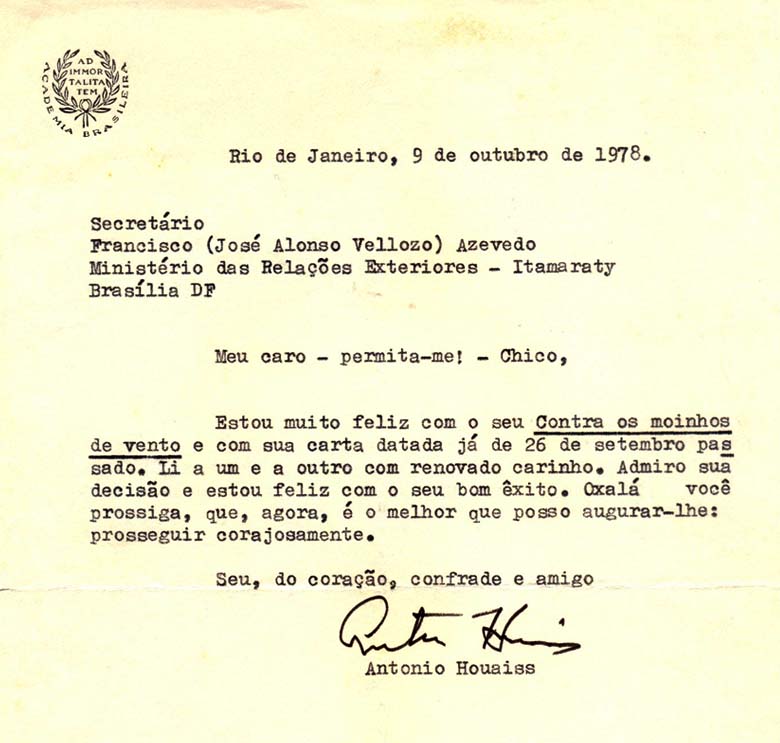 AD
IMMOR
TALITA
TEM
ACADEMIA BRASILEIRA
Rio de Janeiro, 9 de outubro de 1978.
Secretário
Francisco (José Alonso Vellozo) Azevedo
Ministério das Relações Exteriores - Itamaraty
Brasília DF
Meu caro - permita-me! - Chico,
Estou muito feliz com o seu Contra os moinhos
de vento e com sua carta datada já de 26 de setembro pas
sado. Li a um e a outro com renovado carinho. Admiro sua
decisão e estou feliz com o seu bom êxito. Oxalá você
prossiga, que, agora, é o melhor que posso augurar-lhe:
prosseguir corajosamente.
Seu, do coração, confrade e amigo
Antonio Houaiss